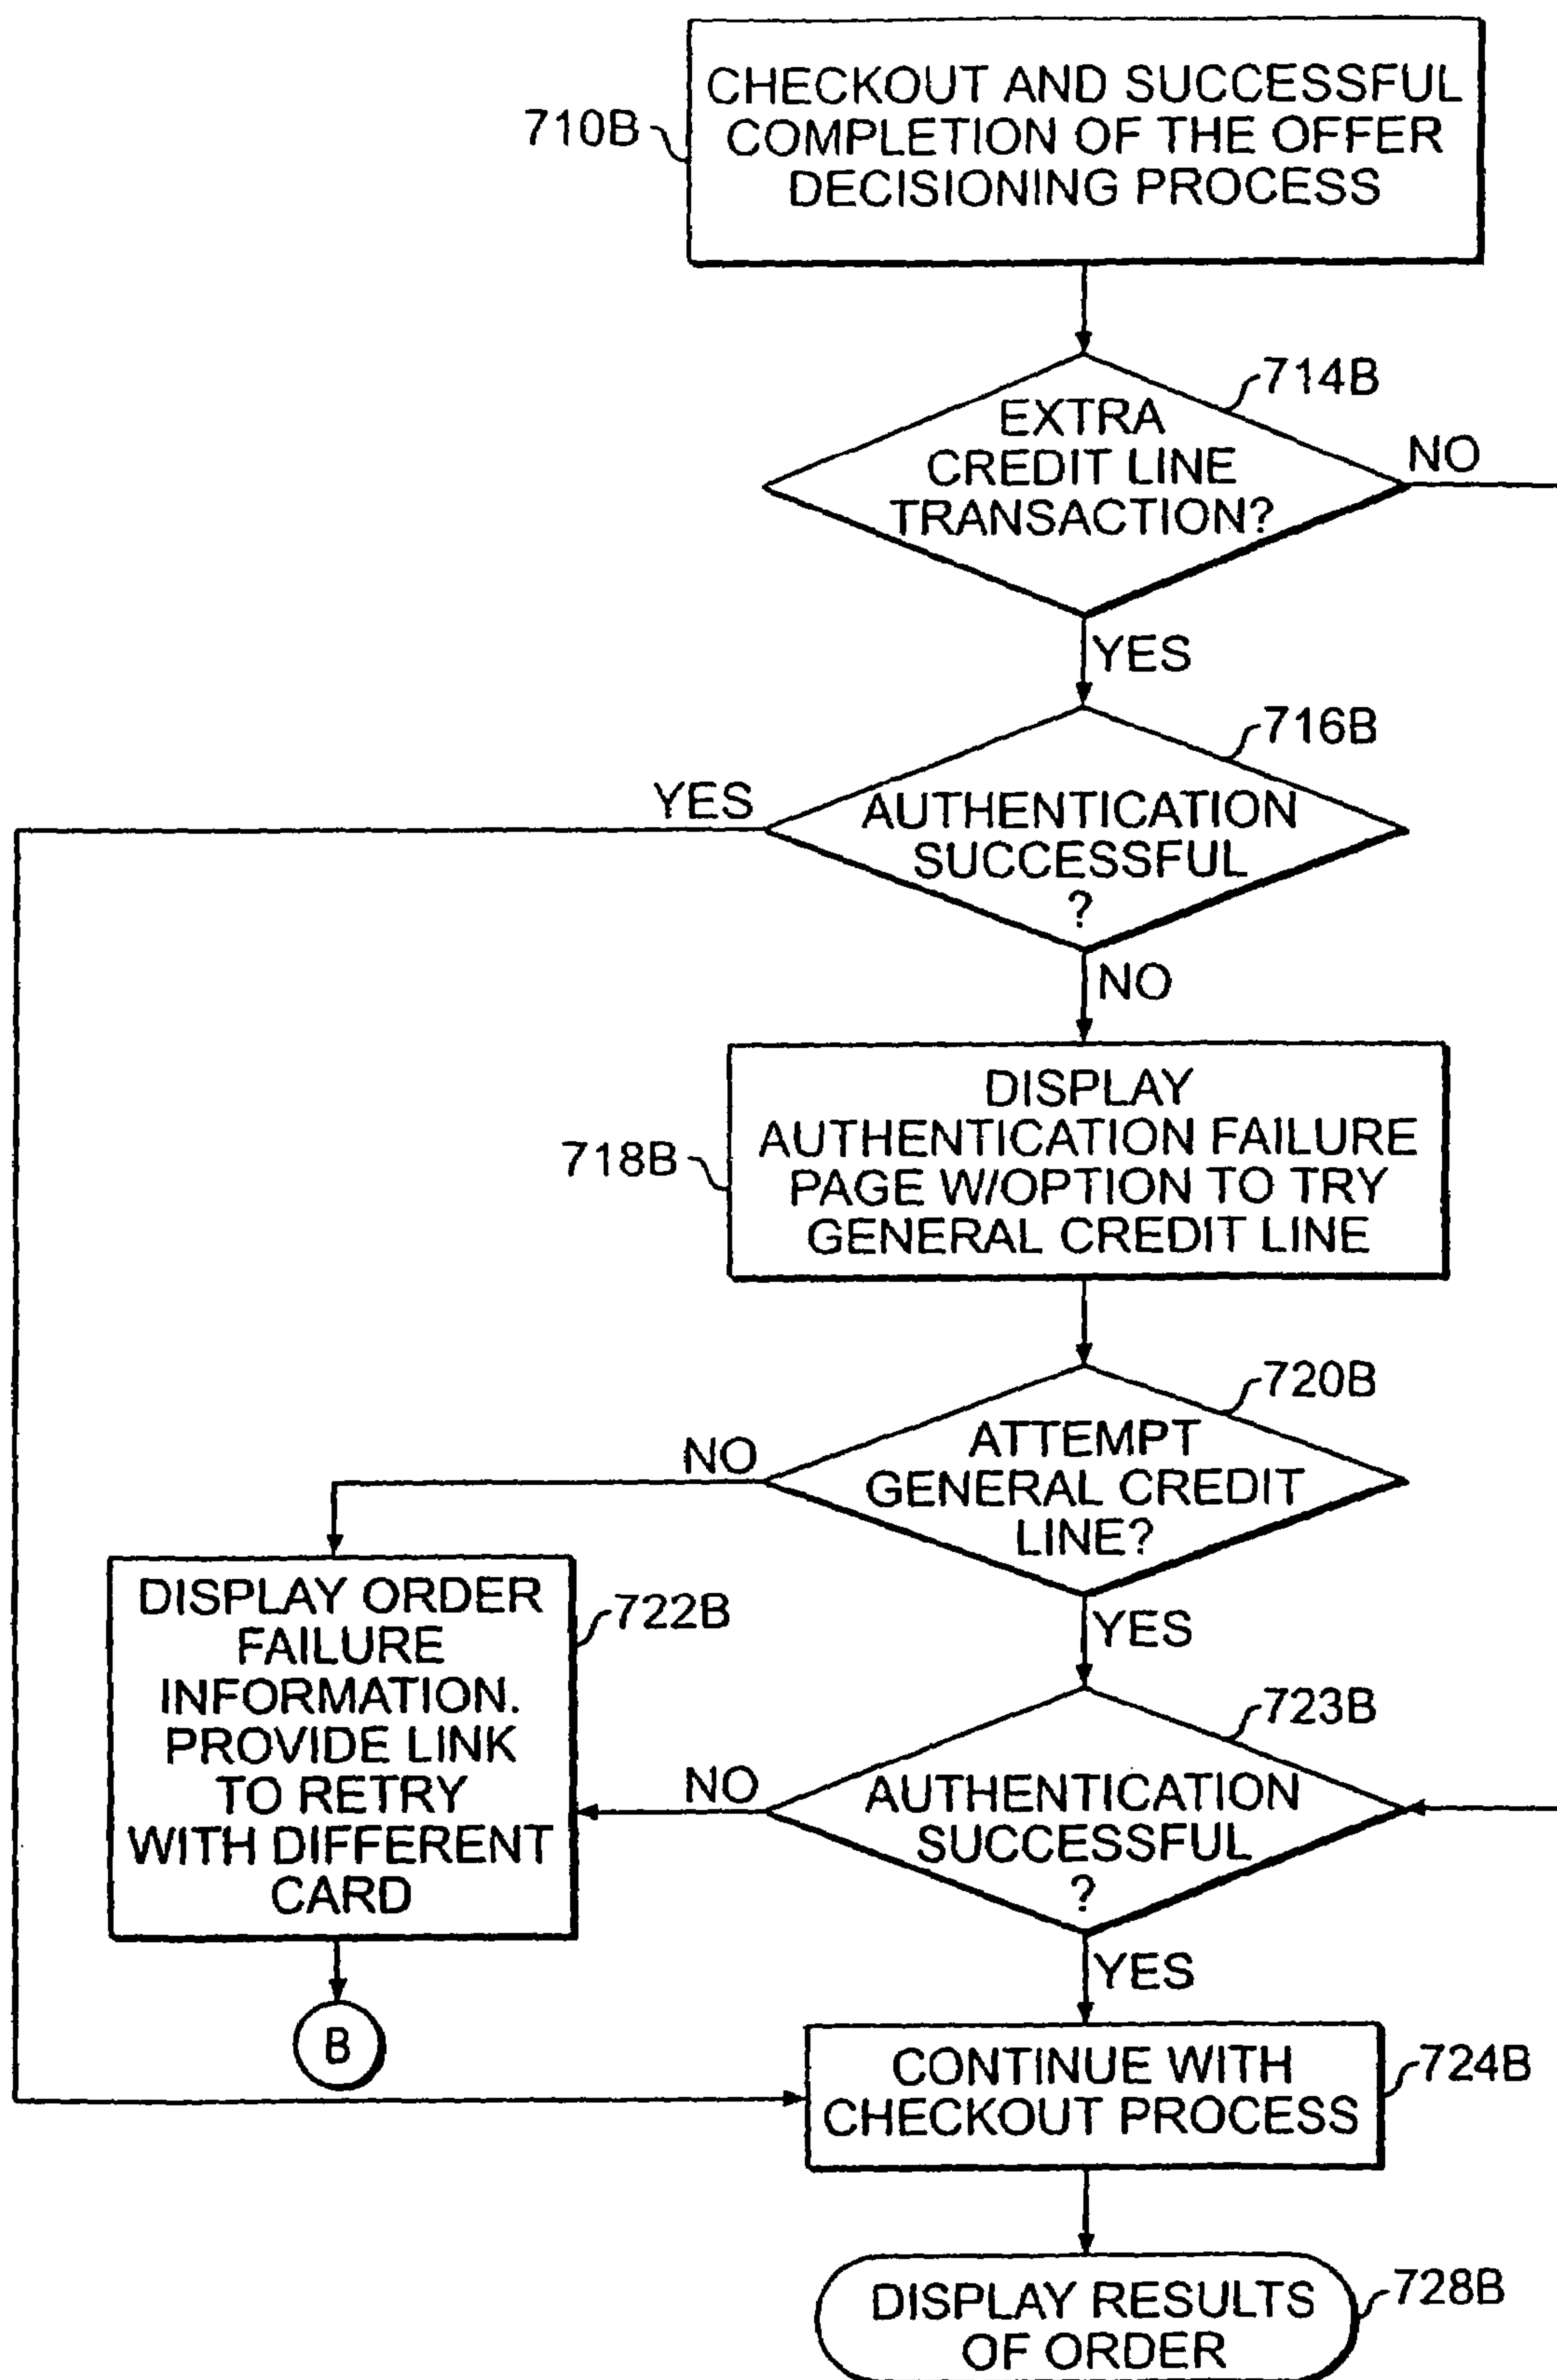 CHECKOUT AND SUCCESSFUL
COMPLETION OF THE OFFER
DECISIONING PROCESS
710B
714B
EXTRA
CREDIT LINE
TRANSACTION?
NO
YES
716B
YES
AUTHENTICATION
SUCCESSFUL
?
NO
DISPLAY
AUTHENTICATION FAILURE
PAGE W/OPTION TO TRY
GENERAL CREDIT LINE
718B
720B
NO
ATTEMPT
GENERAL CREDIT
LINE?
YES
DISPLAY ORDER
FAILURE
INFORMATION.
PROVIDE LINK
TO RETRY
WITH DIFFERENT
CARD
722B
723B
NO
AUTHENTICATION
SUCCESSFUL
?
YES
B
CONTINUE WITH
CHECKOUT PROCESS
724B
DISPLAY RESULTS
OF ORDER
728B